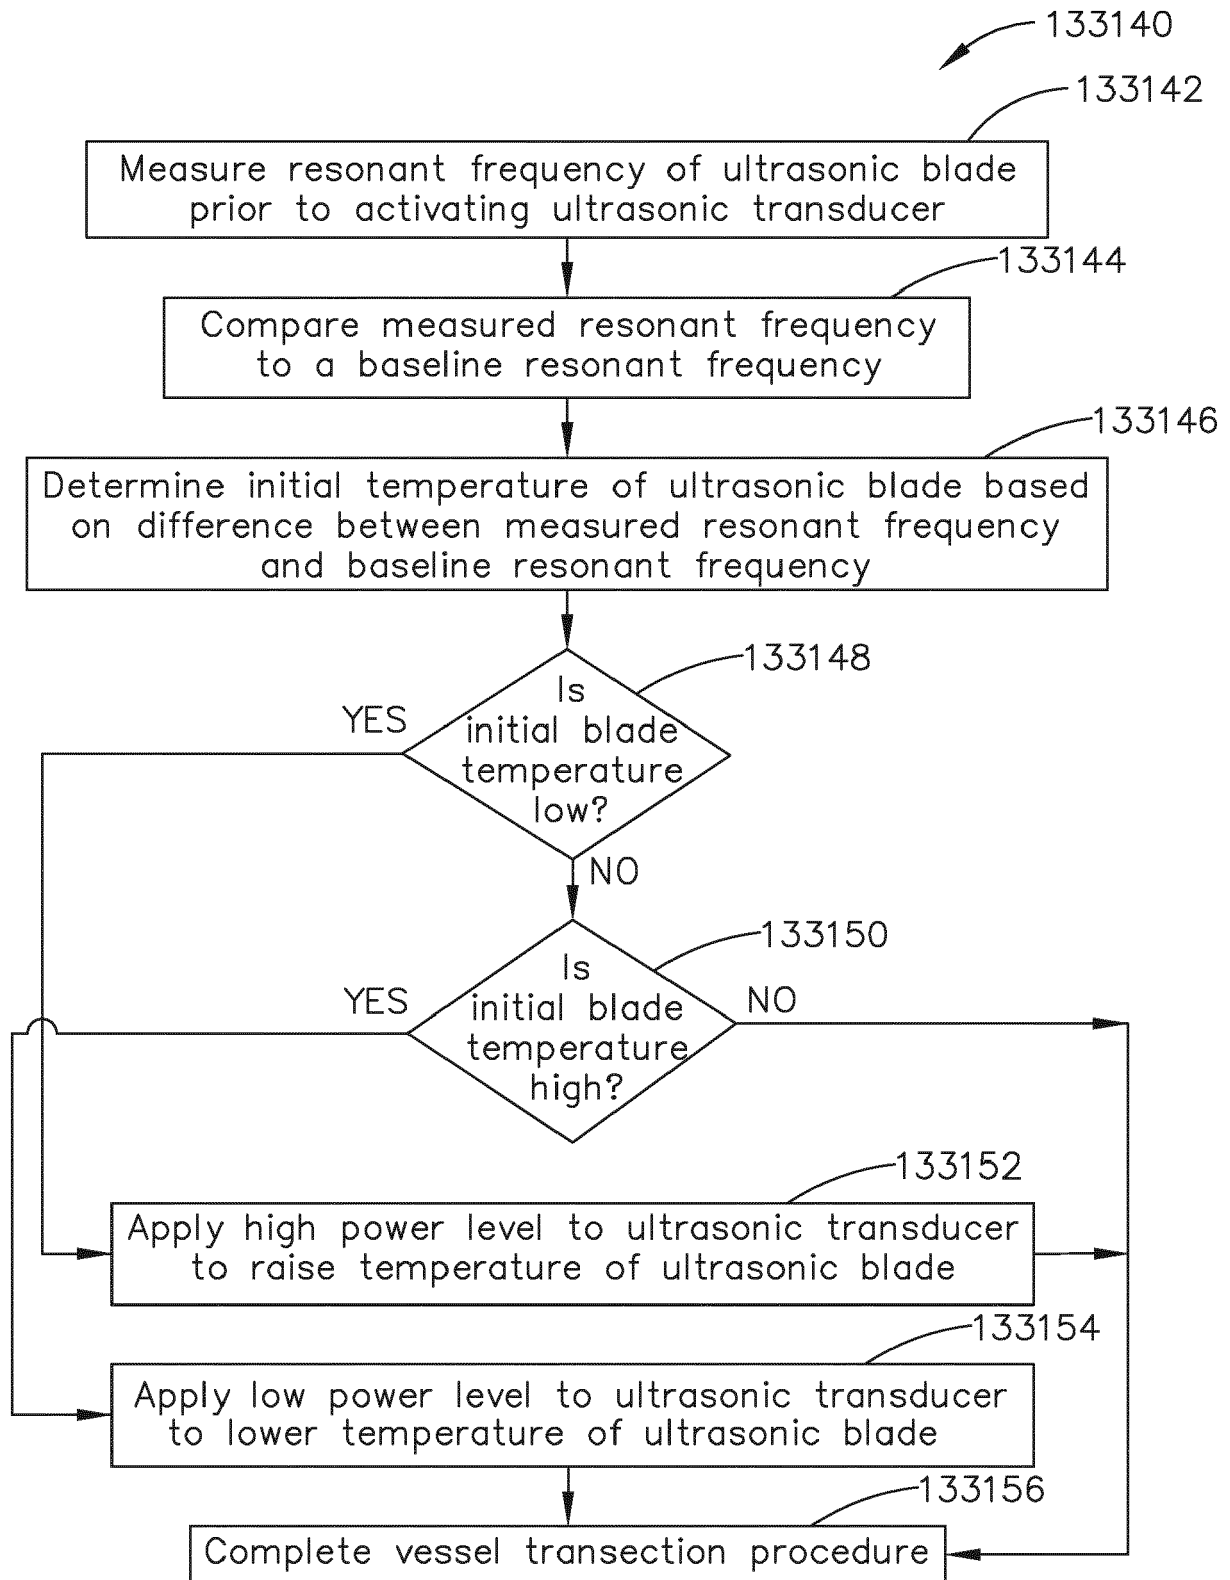 133140
133142
Measure resonant frequency of ultrasonic blade
prior to activating ultrasonic transducer
133144
Compare measured resonant frequency
to a baseline resonant frequency
133146
Determine initial temperature of ultrasonic blade based
on difference between measured resonant frequency
and baseline resonant frequency
133148
YES
Is
initial blade
temperature
low?
NO
133150
YES
Is
initial blade
temperature
high?
NO
133152
Apply high power level to ultrasonic transducer
to raise temperature of ultrasonic blade
133154
Apply low power level to ultrasonic transducer
to lower temperature of ultrasonic blade
133156
Complete vessel transection procedure